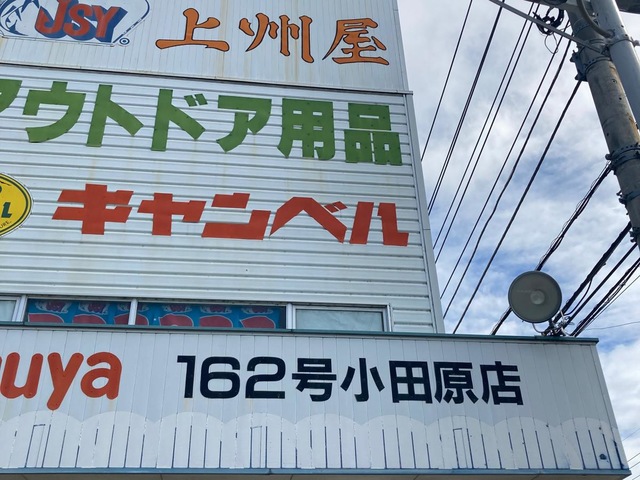 JSY 上州屋
アウトドア用品
キャンベル
uya 162号小田原店